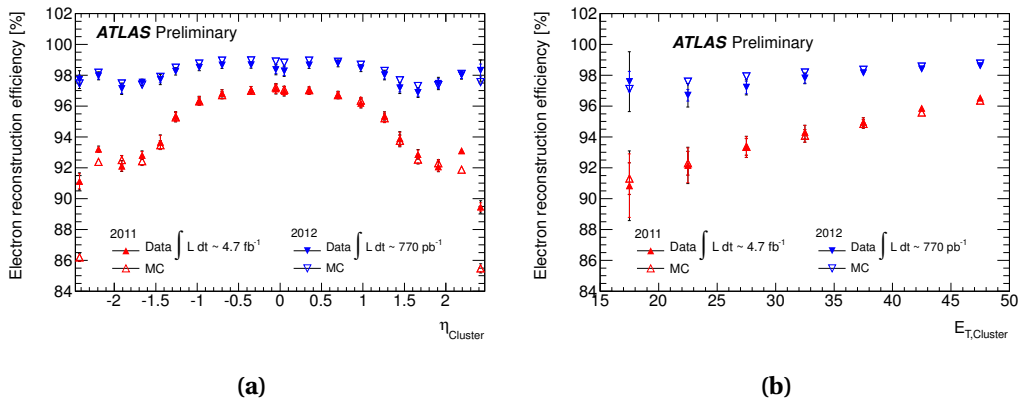 Electron reconstruction efficiency [%]
102
100
98
96
94
92
90
88
86
84
ATLAS Preliminary
2011
Data ∫ L dt ~ 4.7 fb⁻¹
MC
2012
Data ∫ L dt ~ 770 pb⁻¹
MC
-2 -1.5 -1 -0.5 0 0.5 1 1.5 2
η Cluster
(a)
Electron reconstruction efficiency [%]
102
100
98
96
94
92
90
88
86
84
ATLAS Preliminary
2011
Data ∫ L dt ~ 4.7 fb⁻¹
MC
2012
Data ∫ L dt ~ 770 pb⁻¹
MC
15 20 25 30 35 40 45 50
E T,Cluster
(b)